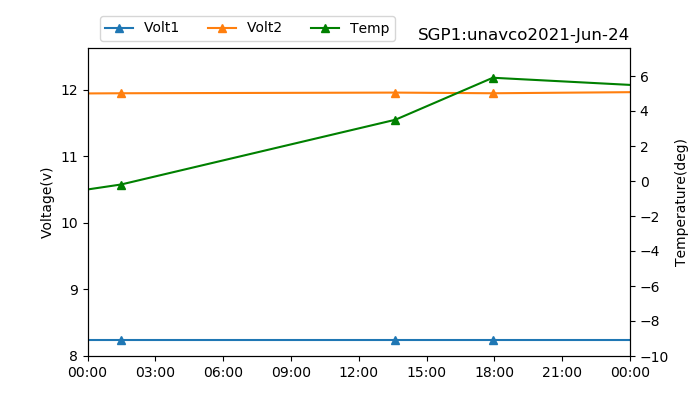 Volt1 Volt2 Temp
SGP1:unavco2021-Jun-24
12
11
10
9
8
Voltage(v)
6
4
2
0
−2
−4
−6
−8
−10
Temperature(deg)
00:00 03:00 06:00 09:00 12:00 15:00 18:00 21:00 00:00